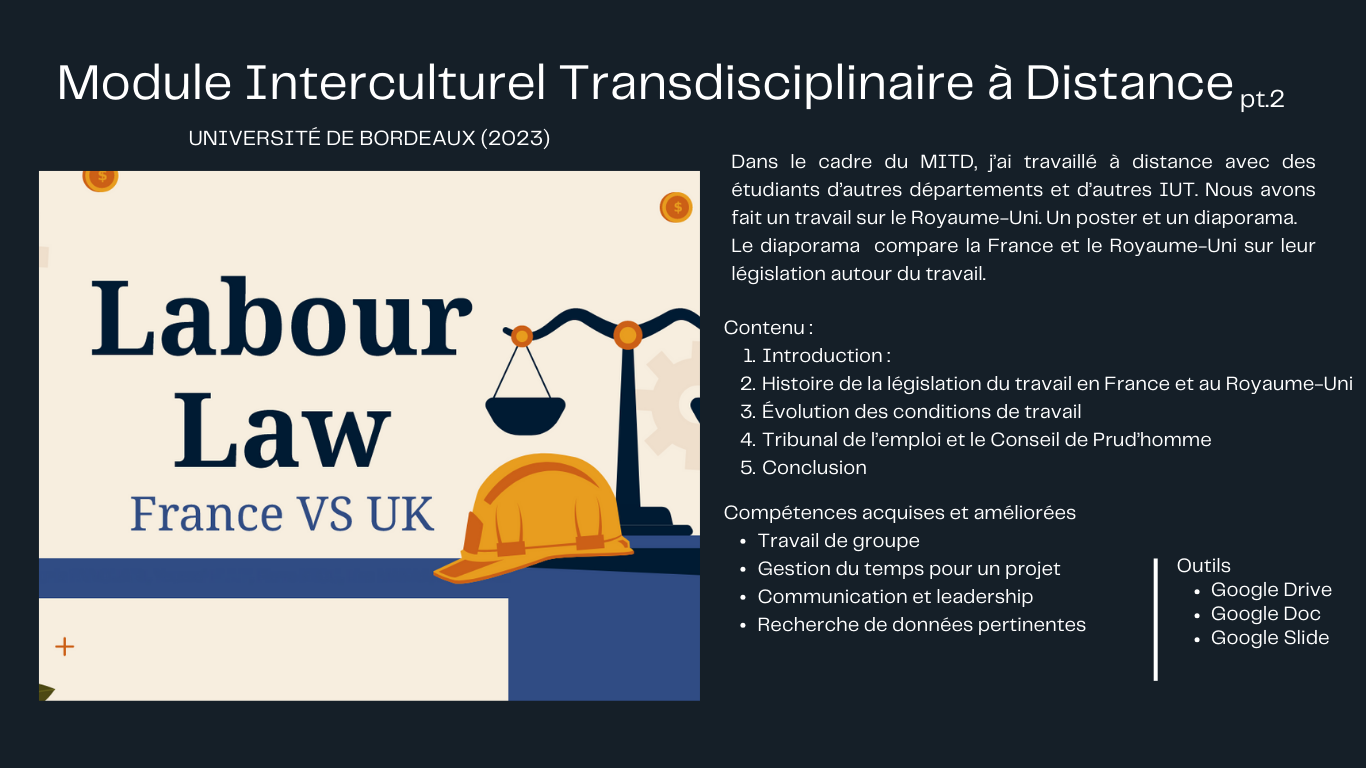 Module Interculturel Transdisciplinaire à Distance pt.2
UNIVERSITÉ DE BORDEAUX (2023)
$
$
Labour
Law
France VS UK
Dans le cadre du MITD, j’ai travaillé à distance avec des
étudiants d’autres départements et d’autres IUT. Nous avons
fait un travail sur le Royaume-Uni. Un poster et un diaporama.
Le diaporama compare la France et le Royaume-Uni sur leur
législation autour du travail.
Contenu :
1. Introduction :
2. Histoire de la législation du travail en France et au Royaume-Uni
3. Évolution des conditions de travail
4. Tribunal de l’emploi et le Conseil de Prud’homme
5. Conclusion
Compétences acquises et améliorées
• Travail de groupe
• Gestion du temps pour un projet
• Communication et leadership
• Recherche de données pertinentes
Outils
• Google Drive
• Google Doc
• Google Slide